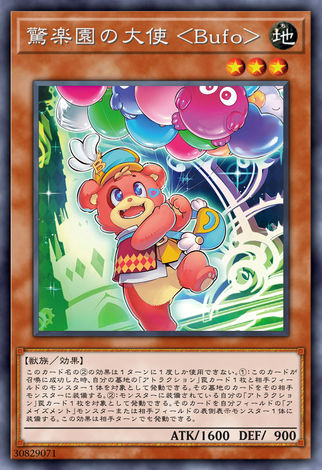 驚楽園の大使 <Bufo>
地
[獣族／効果]
このカード名の②の効果は１ターンに１度しか使用できない。①：このカードが
召喚に成功した時、自分の墓地の「アトラクション」罠カード１枚と相手フィール
ドのモンスター１体を対象として発動できる。その墓地のカードをその相手
モンスターに装備する。②：モンスターに装備されている自分の「アトラクショ
ン」罠カード１枚を対象として発動できる。そのカードを自分フィールドの「ア
メイズメント」モンスターまたは相手フィールドの表側表示モンスター１体に
装備する。この効果は相手ターンでも発動できる。
ATK/1600 DEF/ 900
30829071